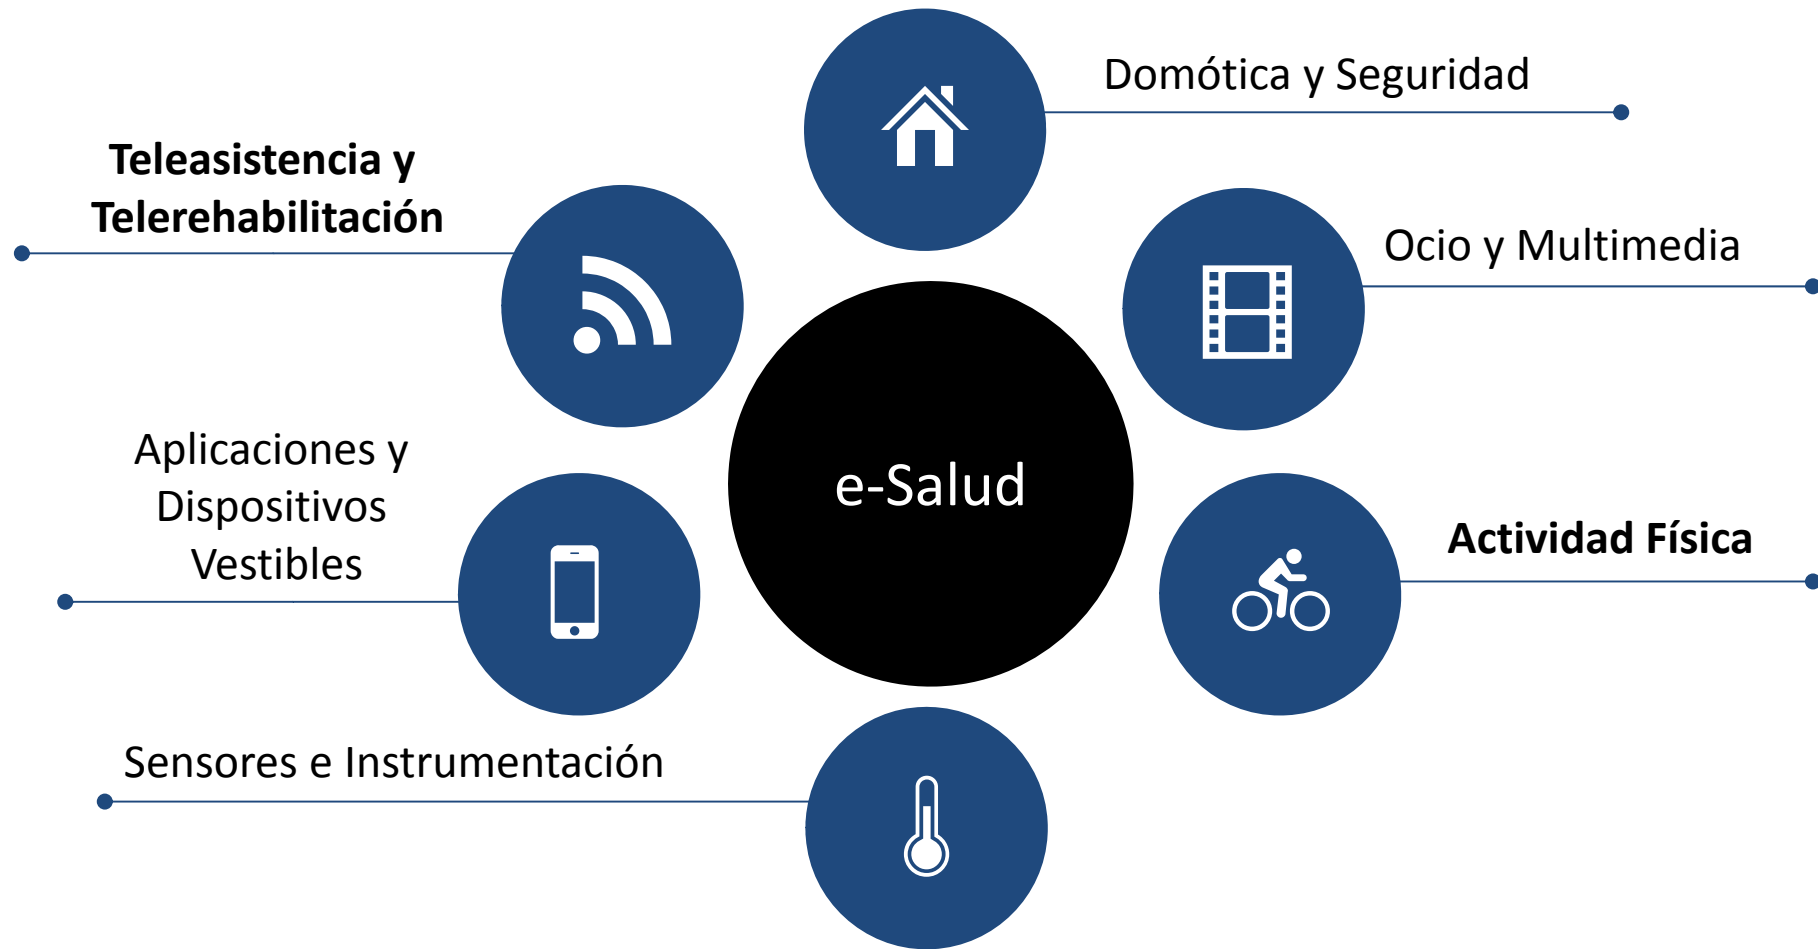 Domótica y Seguridad
Teleasistencia y
Telerehabilitación
Ocio y Multimedia
Aplicaciones y
Dispositivos
Vestibles
e-Salud
Actividad Física
Sensores e Instrumentación